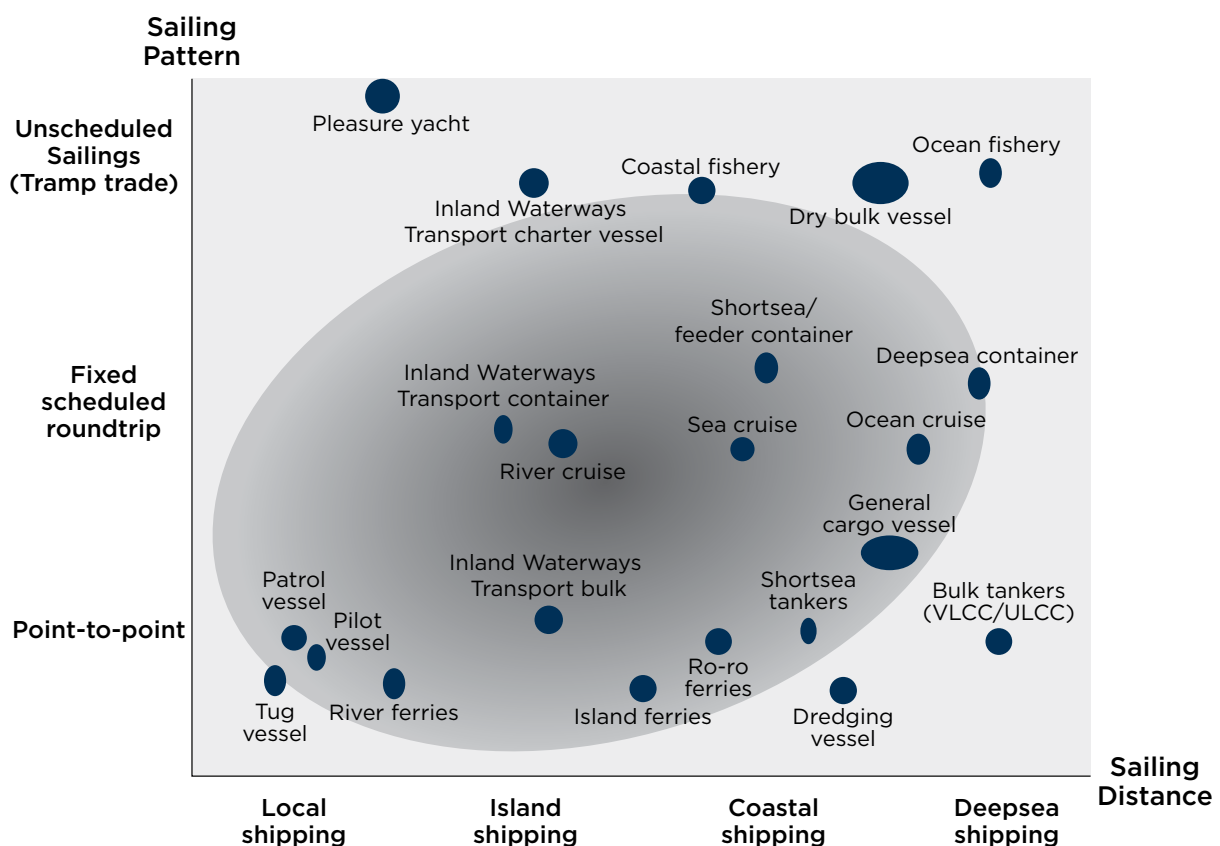 Sailing
Pattern
Unscheduled
Sailings
(Tramp trade)
Fixed
scheduled
roundtrip
Point-to-point
Pleasure yacht
Inland Waterways
Transport charter vessel
Coastal fishery
Dry bulk vessel
Ocean fishery
Shortsea/
feeder container
Deepsea container
Inland Waterways
Transport container
River cruise
Sea cruise
Ocean cruise
General
cargo vessel
Inland Waterways
Transport bulk
Shortsea
tankers
Bulk tankers
(VLCC/ULCC)
Patrol
vessel
Pilot
vessel
Tug
vessel
River ferries
Island ferries
Ro-ro
ferries
Dredging
vessel
Sailing
Distance
Local
shipping
Island
shipping
Coastal
shipping
Deepsea
shipping